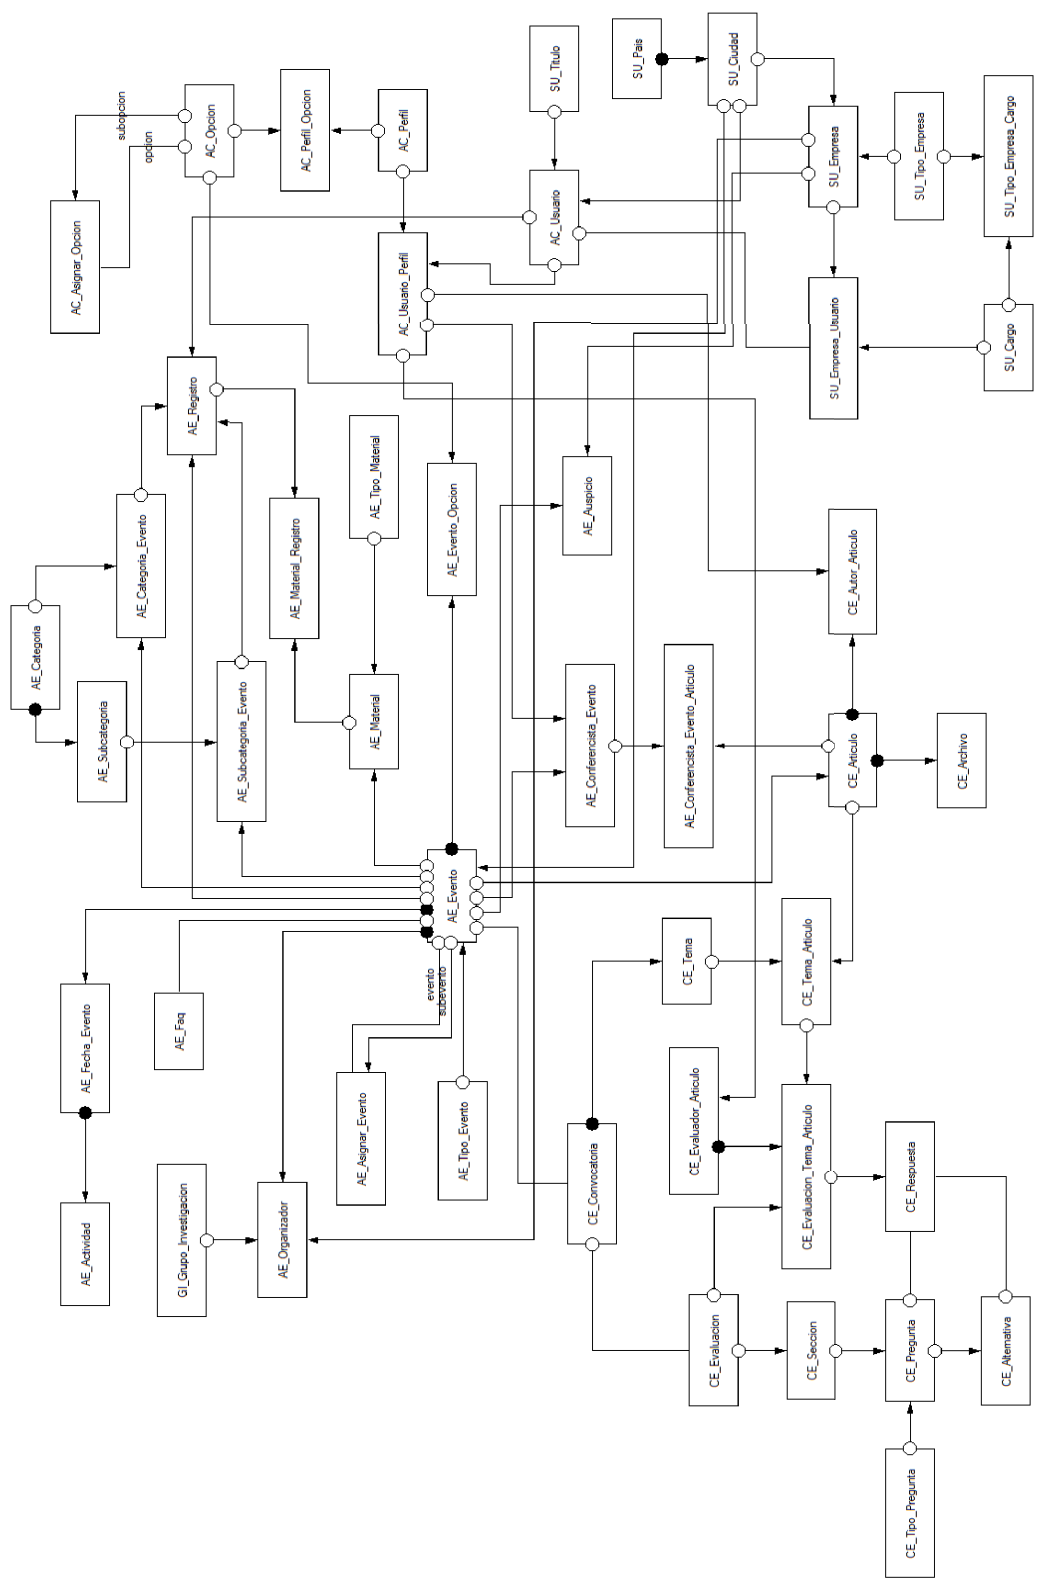 SU_Titulo
SU_Pais
SU_Ciudad
subopcion
opcion
AC_Opcion
AC_Perfil_Opcion
AC_Perfil
SU_Empresa
SU_Tipo_Empresa
SU_Tipo_Empresa_Cargo
AC_Asignar_Opcion
AC_Usuario
AC_Usuario_Perfil
SU_Empresa_Usuario
SU_Cargo
AE_Registro
AE_Tipo_Material
AE_Evento_Opcion
AE_Auspicio
AE_Categoria_Evento
AE_Material_Registro
CE_Autor_Articulo
AE_Categoria
AE_Subcategoria
AE_Subcategoria_Evento
AE_Material
AE_Conferencista_Evento
AE_Conferencista_Evento_Articulo
CE_Articulo
CE_Archivo
AE_Evento
evento
subevento
CE_Tema
CE_Tema_Articulo
AE_Fecha_Evento
AE_Faq
AE_Asignar_Evento
AE_Tipo_Evento
CE_Evaluador_Articulo
CE_Convocatoria
CE_Evaluacion_Tema_Articulo
CE_Respuesta
AE_Actividad
GI_Grupo_Investigacion
AE_Organizador
CE_Evaluacion
CE_Seccion
CE_Pregunta
CE_Alternativa
CE_Tipo_Pregunta